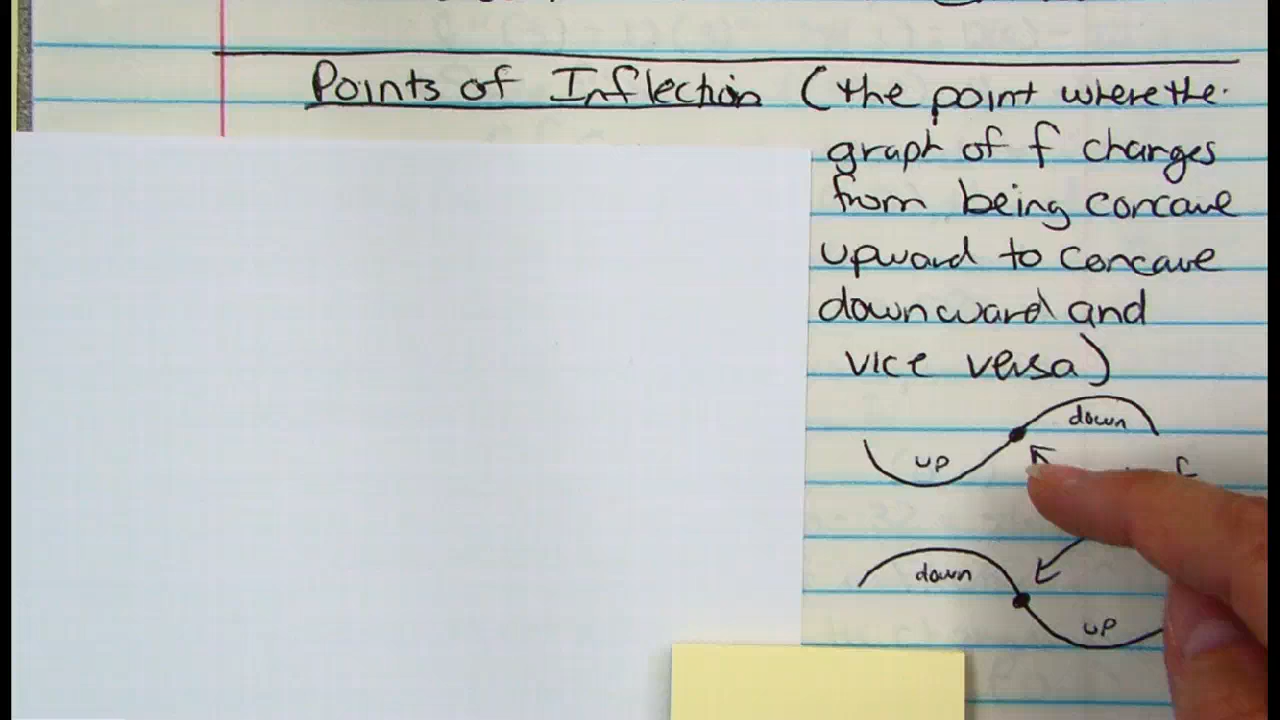 Points of Inflection (the point where the
graph of f changes
from being concave
upward to concave
downward and
vice versa)
down
up
down
up